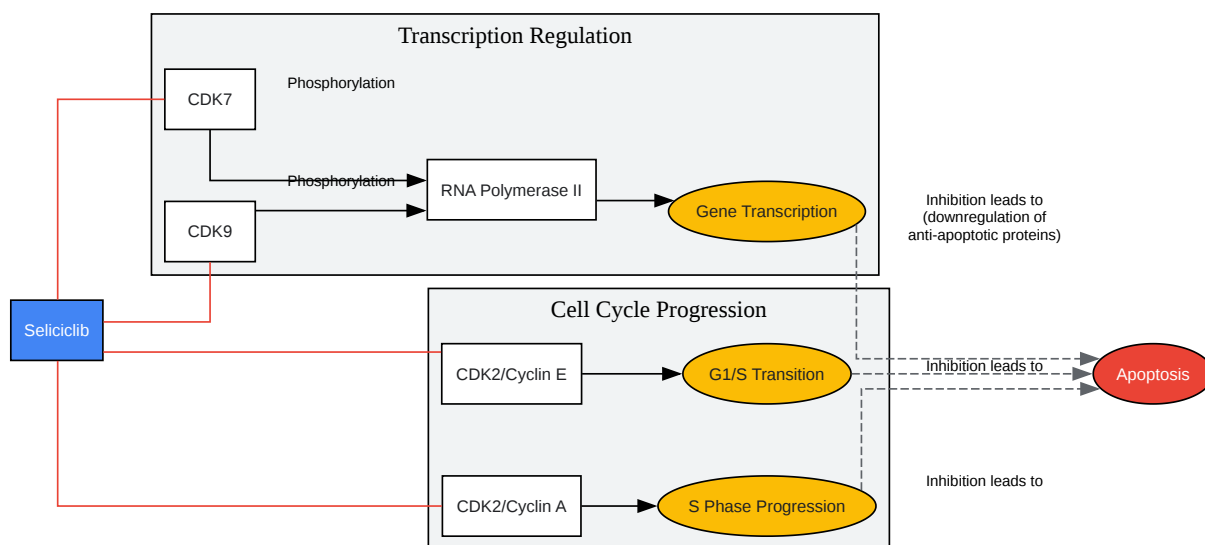 Transcription Regulation
Phosphorylation
CDK7
Phosphorylation
RNA Polymerase II
Gene Transcription
CDK9
Inhibition leads to
(downregulation of
anti-apoptotic proteins)
Seliciclib
Cell Cycle Progression
CDK2/Cyclin E
G1/S Transition
Inhibition leads to
Apoptosis
CDK2/Cyclin A
S Phase Progression
Inhibition leads to